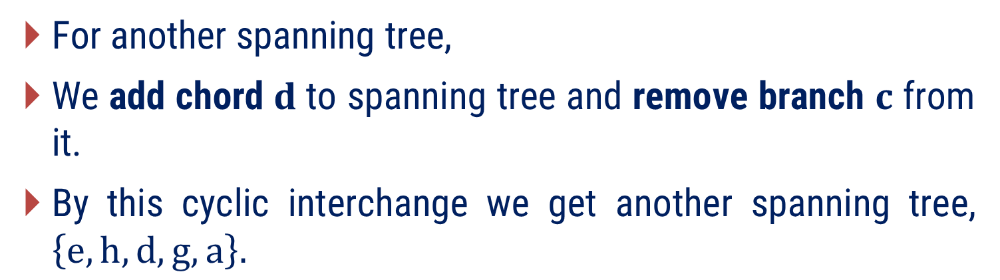 For another spanning tree,
We add chord d to spanning tree and remove branch c from
it.
By this cyclic interchange we get another spanning tree,
{e, h, d, g, a}.